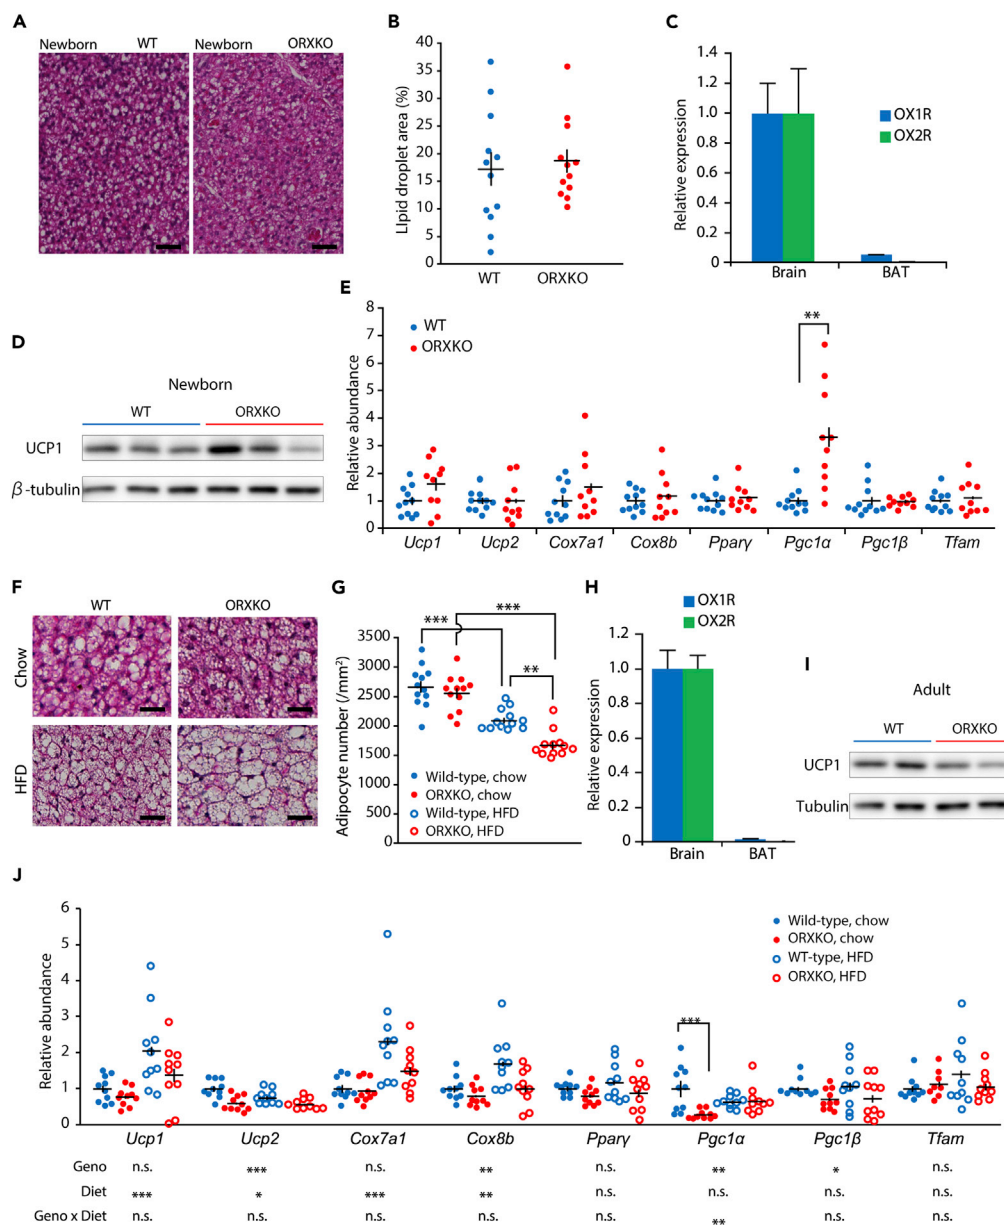 A
Newborn WT Newborn ORXKO
B
Lipid droplet area (%)
40
35
30
25
20
15
10
5
0
WT ORXKO
C
Relative expression
1.4
1.2
1.0
0.8
0.6
0.4
0.2
0
OX1R
OX2R
Brain BAT
D
Newborn
WT ORXKO
UCP1
β-tubulin
E
Relative abundance
8
7
6
5
4
3
2
1
0
WT
ORXKO
**
Ucp1 Ucp2 Cox7a1 Cox8b Pparγ Pgc1α Pgc1β Tfam
F
WT ORXKO
Chow
HFD
G
Adipocyte number (/mm²)
3500
3000
2500
2000
1500
1000
500
0
*** *** **
Wild-type, chow
ORXKO, chow
Wild-type, HFD
ORXKO, HFD
H
OX1R
OX2R
Relative expression
1.2
1.0
0.8
0.6
0.4
0.2
0
Brain BAT
I
Adult
WT ORXKO
UCP1
Tubulin
J
Relative abundance
6
5
4
3
2
1
0
Wild-type, chow
ORXKO, chow
WT-type, HFD
ORXKO, HFD
***
Ucp1 Ucp2 Cox7a1 Cox8b Pparγ Pgc1α Pgc1β Tfam
Geno n.s. *** n.s. ** n.s. ** * n.s.
Diet *** * *** ** n.s. n.s. n.s. n.s.
Geno x Diet n.s. n.s. n.s. n.s. n.s. ** n.s. n.s.